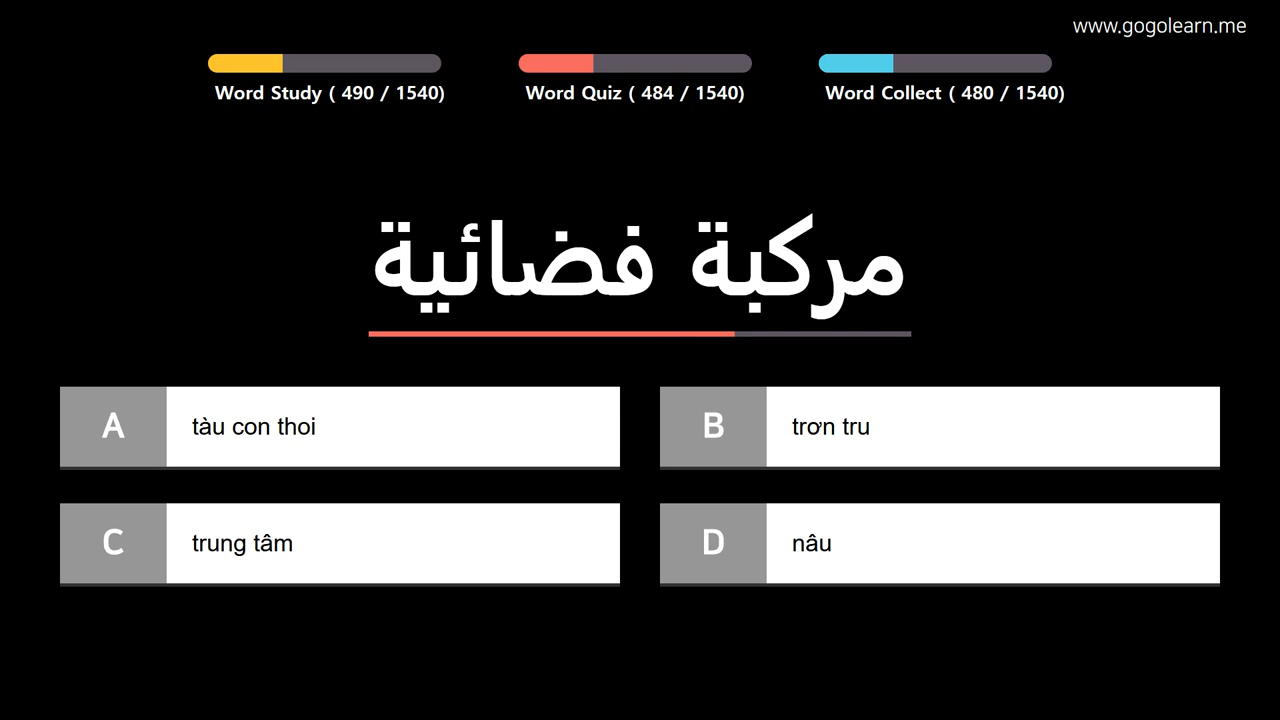 www.gogolearn.me
Word Study ( 490 / 1540)
Word Quiz ( 484 / 1540)
Word Collect ( 480 / 1540)
مركبة فضائية
A
tàu con thoi
B
trơn tru
C
trung tâm
D
nâu